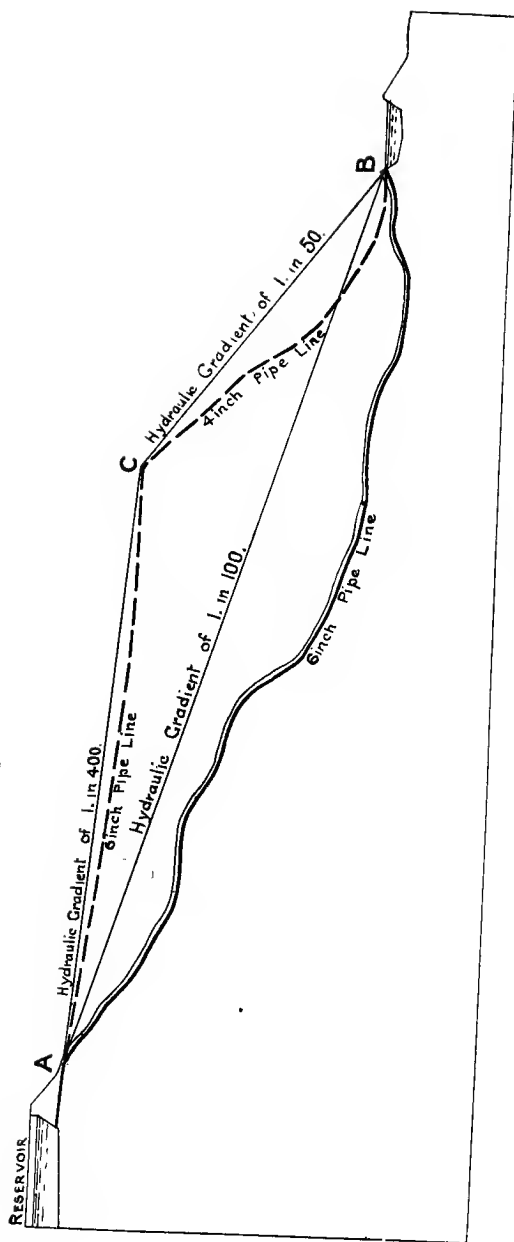 RESERVOIR
A
Hydraulic Gradient of 1. in 400.
6inch Pipe Line
C
Hydraulic Gradient, of 1. in 50.
4inch Pipe Line
B
Hydraulic Gradient of 1. in 100.
6inch Pipe Line